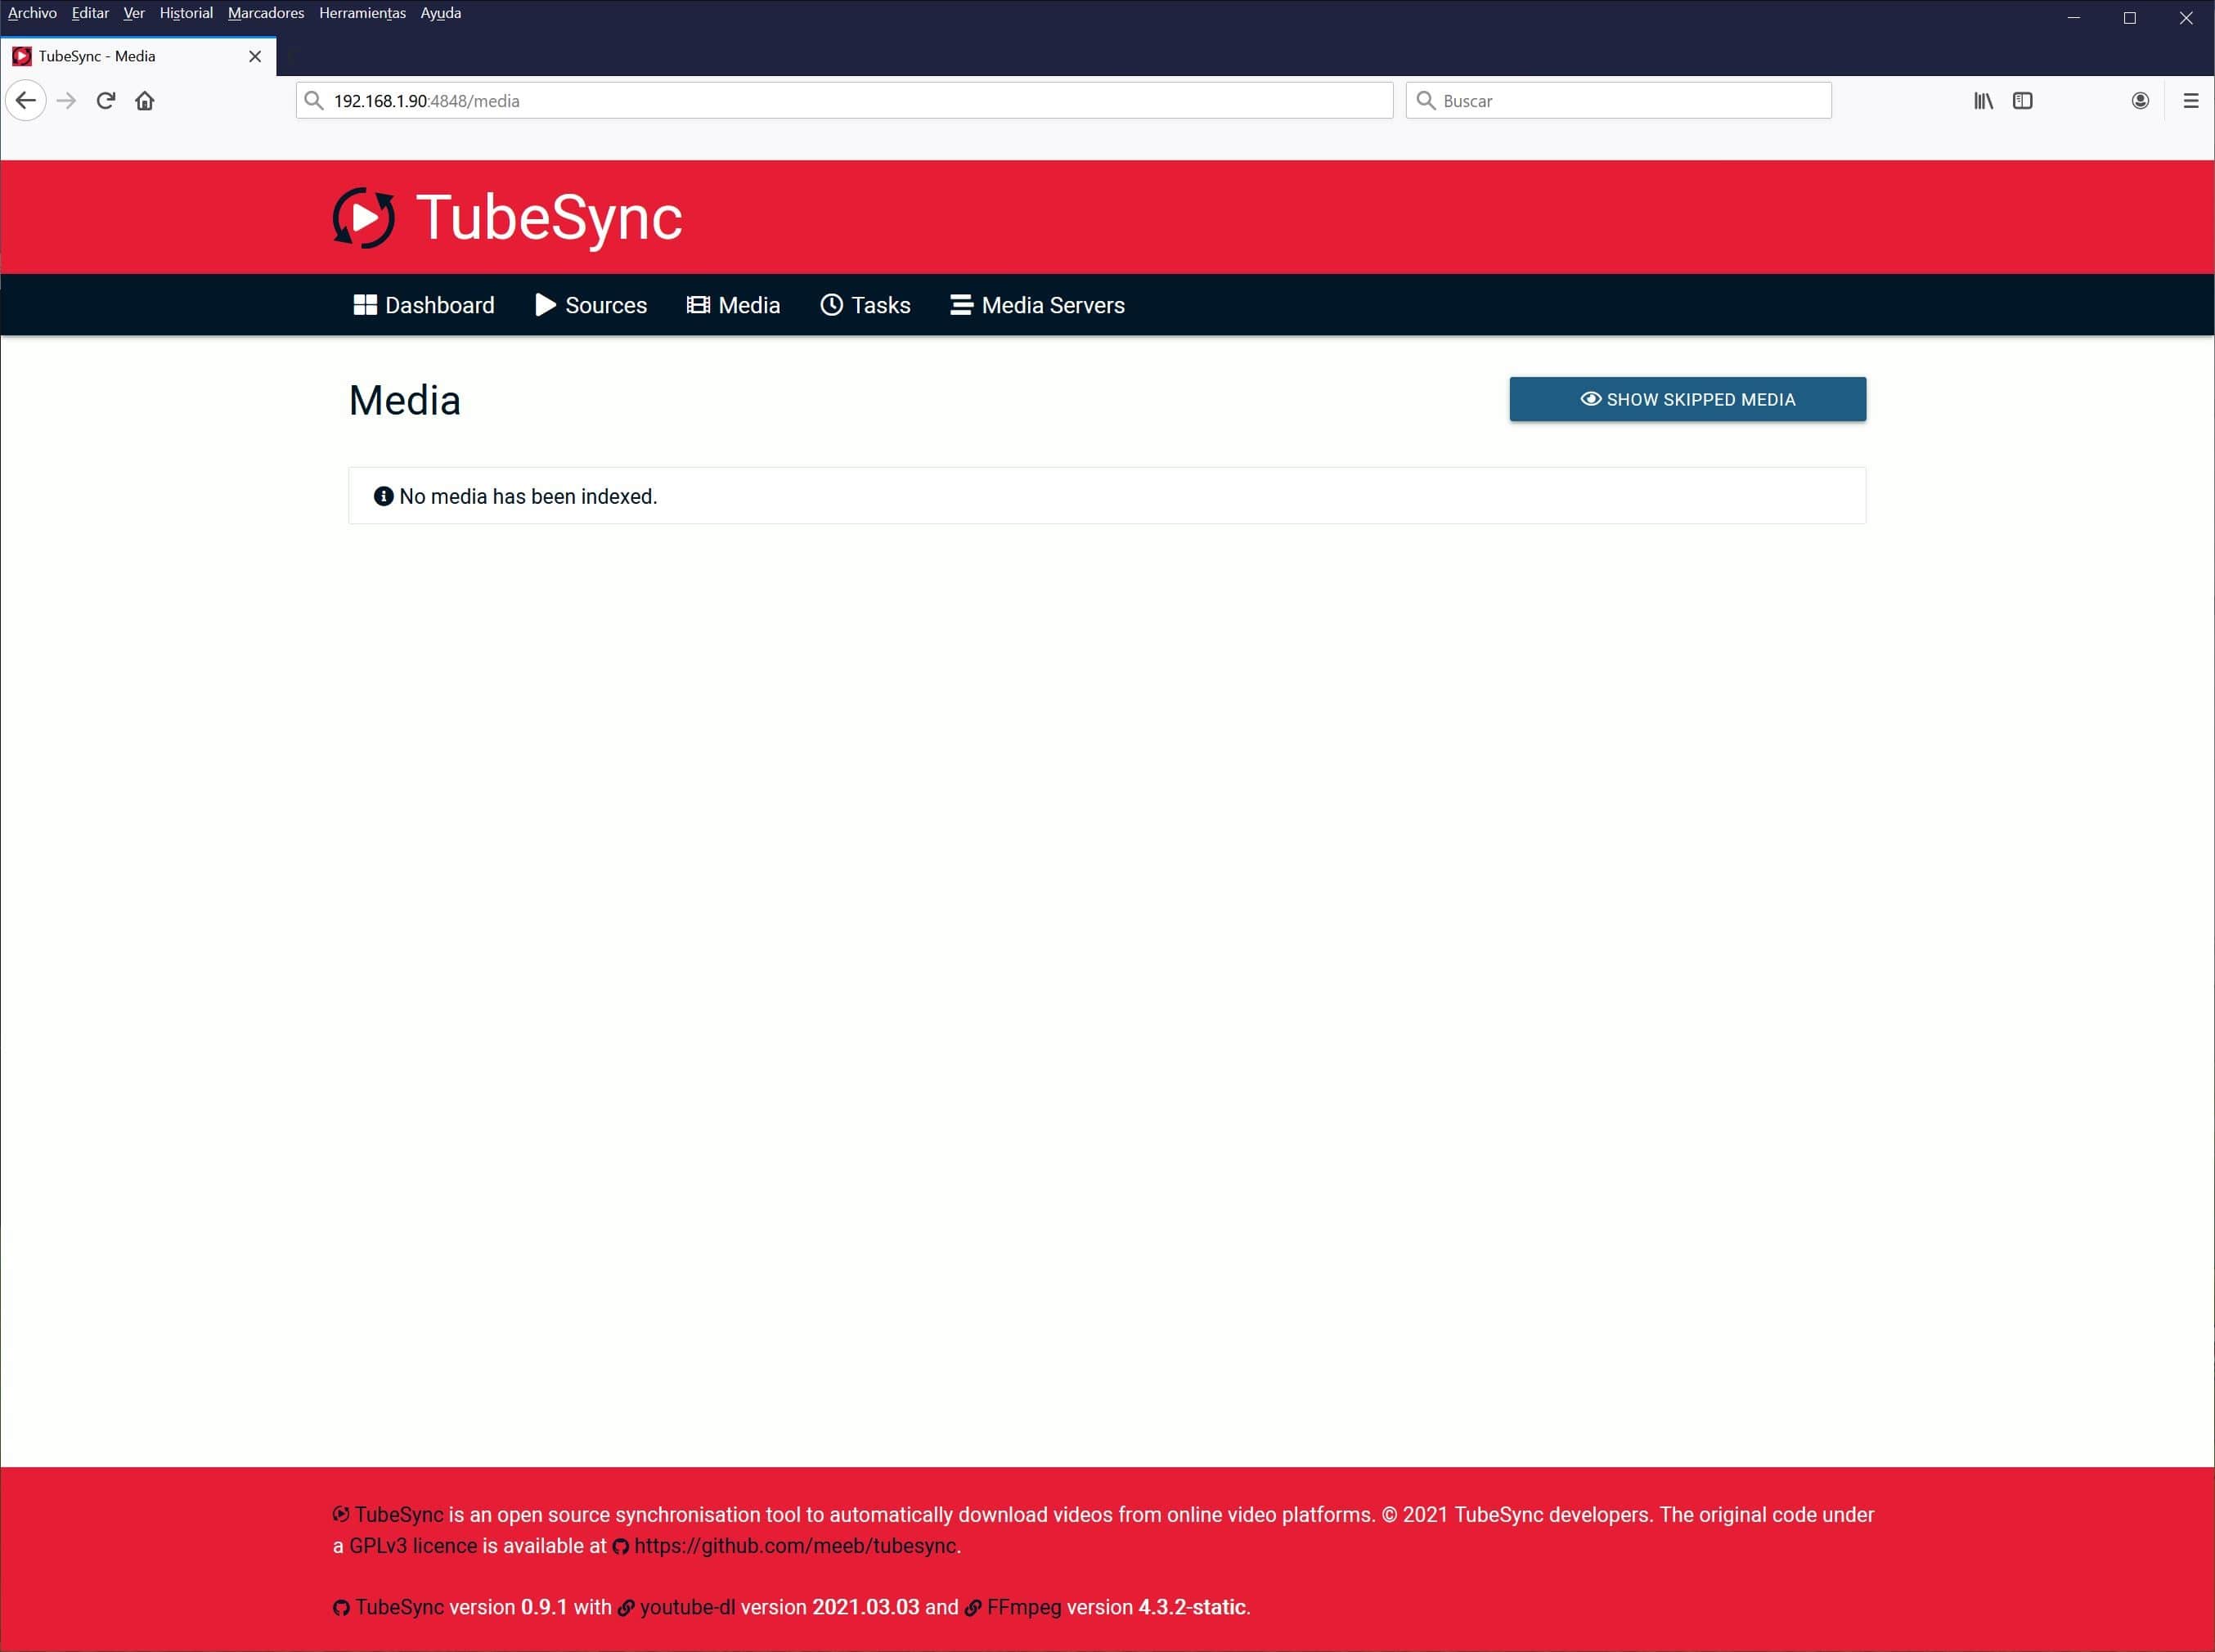 Archivo Editar Ver Historial Marcadores Herramientas Ayuda
TubeSync - Media
192.168.1.90:4848/media
Buscar
TubeSync
Dashboard Sources Media Tasks Media Servers
Media
SHOW SKIPPED MEDIA
No media has been indexed.
TubeSync is an open source synchronisation tool to automatically download videos from online video platforms. © 2021 TubeSync developers. The original code under
a GPLv3 licence is available at https://github.com/meeb/tubesync.
TubeSync version 0.9.1 with youtube-dl version 2021.03.03 and FFmpeg version 4.3.2-static.